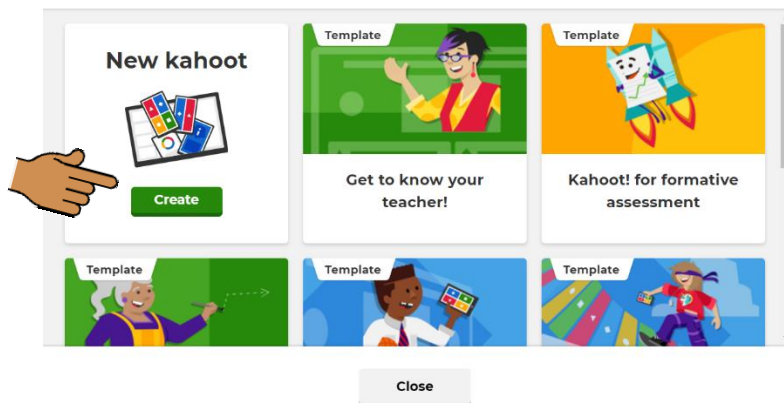 New kahoot
Create
Template
Get to know your
teacher!
Template
Kahoot! for formative
assessment
Template
Template
Template
Close